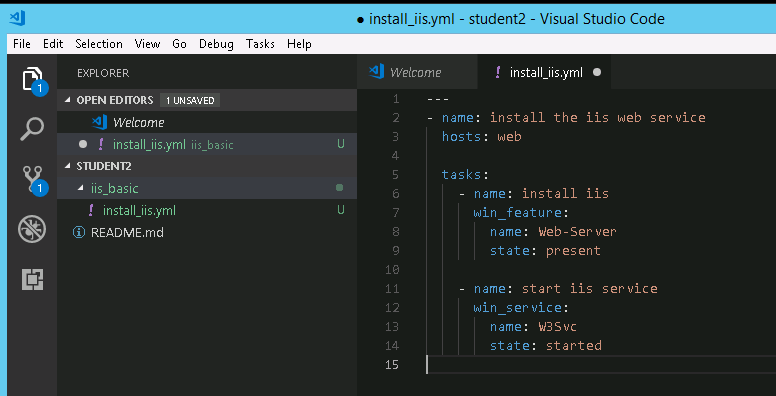 ● install_iis.yml - student2 - Visual Studio Code
File Edit Selection View Go Debug Tasks Help
EXPLORER
OPEN EDITORS 1 UNSAVED
Welcome
! install_iis.yml iis_basic U
STUDENT2
iis_basic
! install_iis.yml U
README.md
1
1
Welcome ! install_iis.yml ●
1 ---
2 - name: install the iis web service
3 hosts: web
4
5 tasks:
6 - name: install iis
7 win_feature:
8 name: Web-Server
9 state: present
10
11 - name: start iis service
12 win_service:
13 name: W3Svc
14 state: started
15